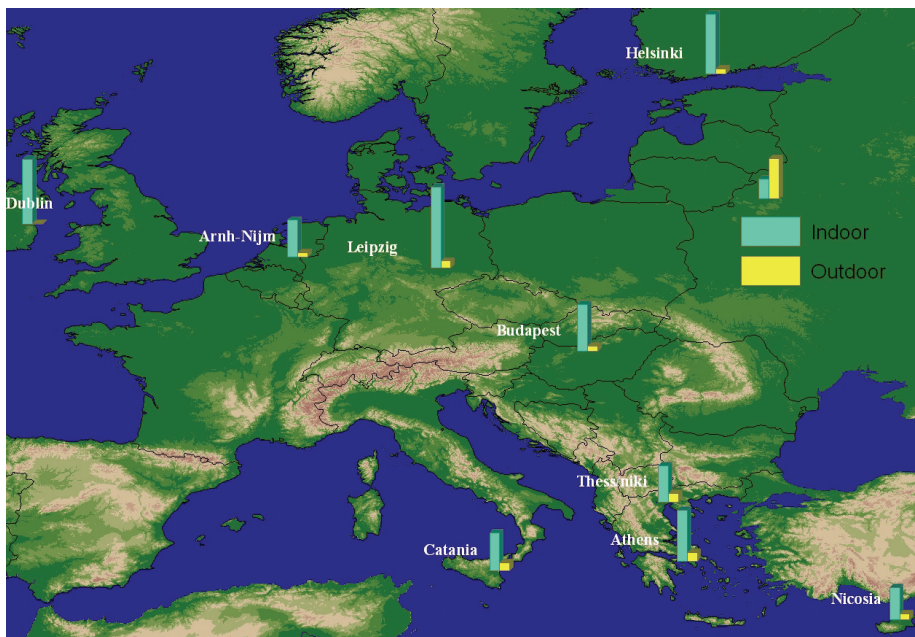 Helsinki
Dublin
Arnh-Nijm
Leipzig
Indoor
Outdoor
Budapest
Thess/niki
Athens
Catania
Nicosia